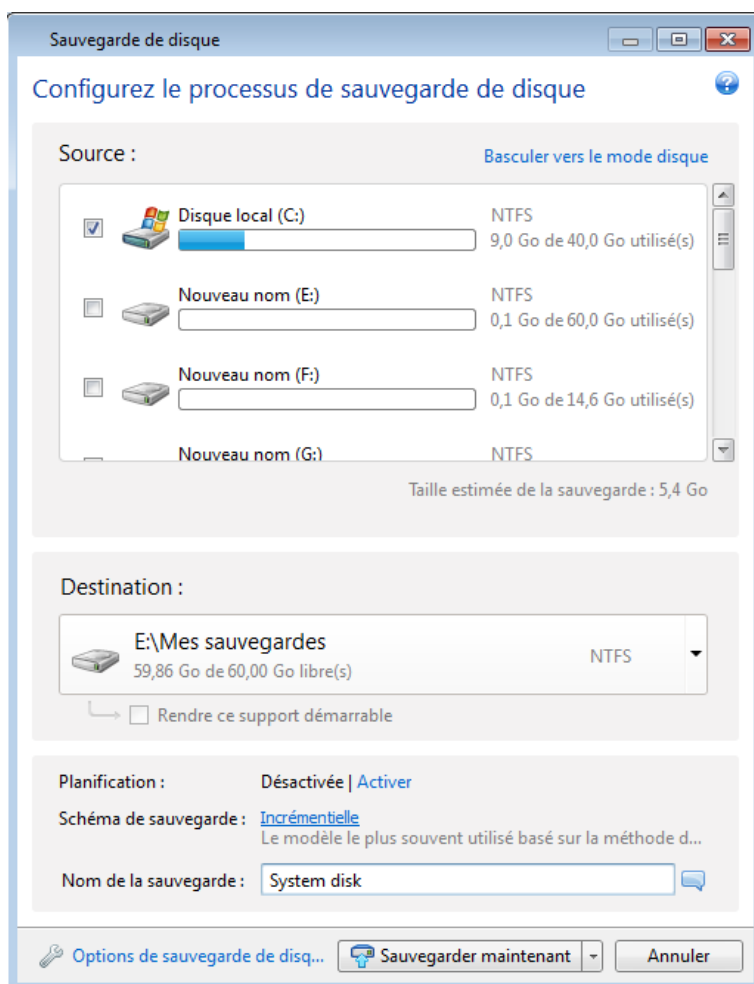 Sauvegarde de disque
Configurez le processus de sauvegarde de disque
Source :
Basculer vers le mode disque
Disque local (C:)
NTFS
9,0 Go de 40,0 Go utilisé(s)
Nouveau nom (E:)
NTFS
0,1 Go de 60,0 Go utilisé(s)
Nouveau nom (F:)
NTFS
0,1 Go de 14,6 Go utilisé(s)
Nouveau nom (G:)
NTFS
Taille estimée de la sauvegarde : 5,4 Go
Destination :
E:\Mes sauvegardes
59,86 Go de 60,00 Go libre(s)
NTFS
Rendre ce support démarrable
Planification : Désactivée | Activer
Schéma de sauvegarde : Incrémentielle
Le modèle le plus souvent utilisé basé sur la méthode d...
Nom de la sauvegarde : System disk
Options de sauvegarde de disq... Sauvegarder maintenant Annuler